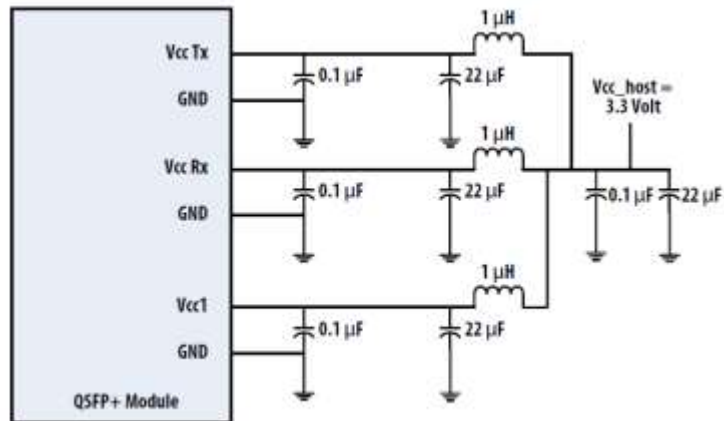 1 µH
Vcc Tx
0.1 µF
22 µF
Vcc_host =
3.3 Volt
GND
1 µH
Vcc Rx
0.1 µF
22 µF
0.1 µF
22 µF
GND
1 µH
Vcc1
0.1 µF
22 µF
GND
QSFP+ Module